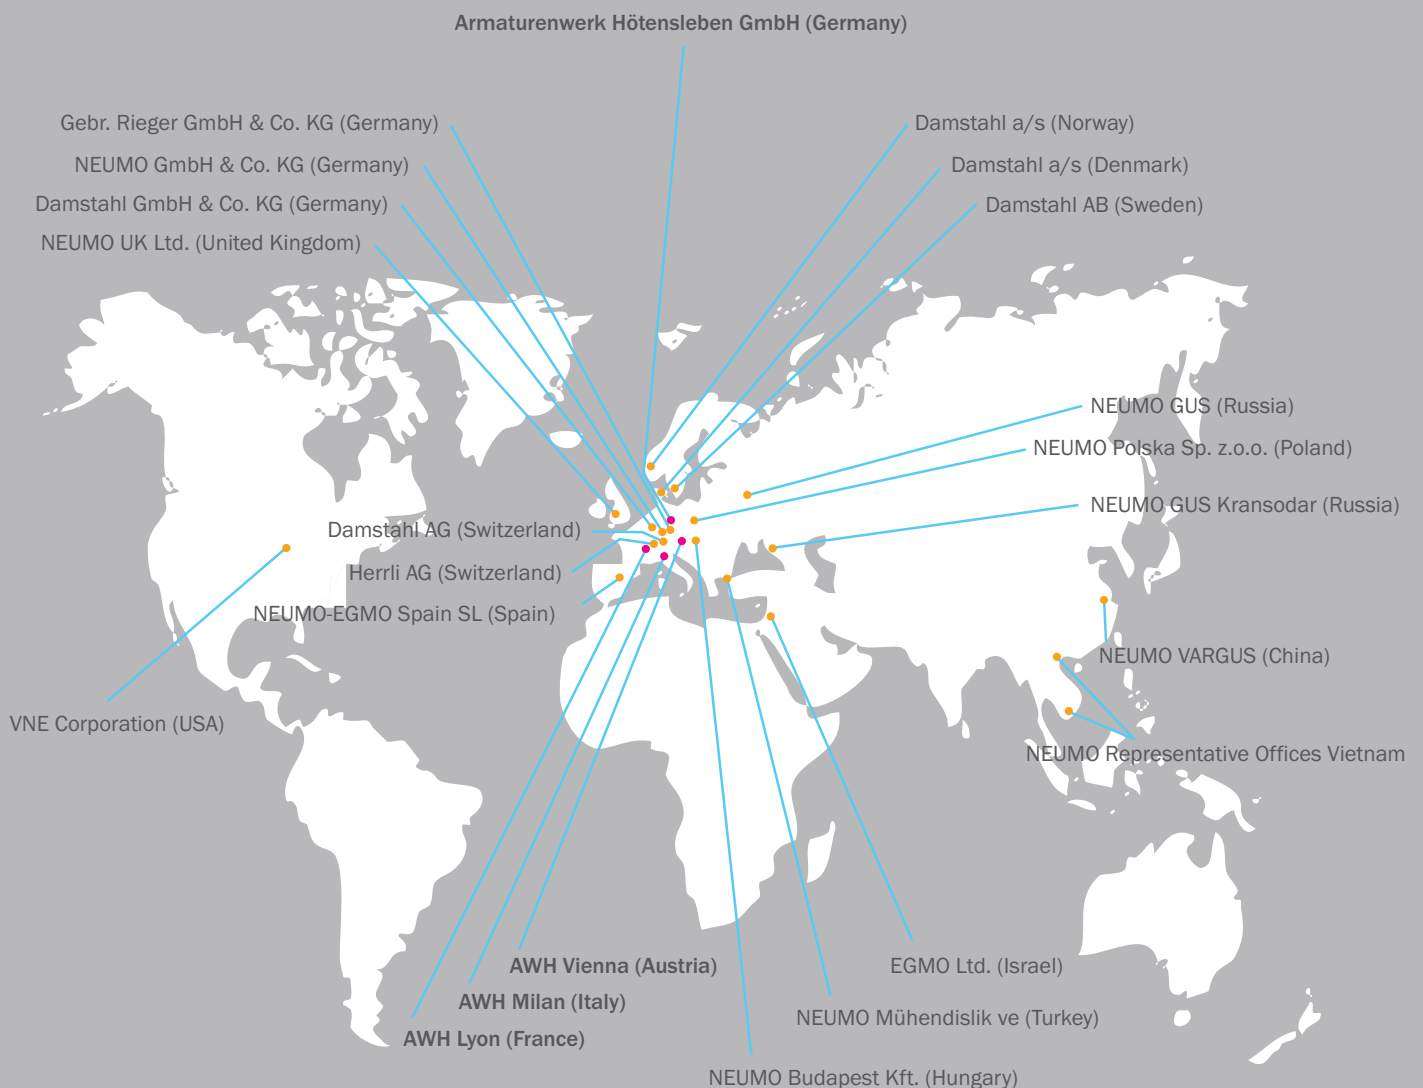 Armaturenwerk Hötensleben GmbH (Germany)
Gebr. Rieger GmbH & Co. KG (Germany)
NEUMO GmbH & Co. KG (Germany)
Damstahl GmbH & Co. KG (Germany)
NEUMO UK Ltd. (United Kingdom)
Damstahl a/s (Norway)
Damstahl a/s (Denmark)
Damstahl AB (Sweden)
NEUMO GUS (Russia)
NEUMO Polska Sp. z.o.o. (Poland)
NEUMO GUS Kransodar (Russia)
Damstahl AG (Switzerland)
Herrli AG (Switzerland)
NEUMO-EGMO Spain SL (Spain)
NEUMO VARGUS (China)
VNE Corporation (USA)
NEUMO Representative Offices Vietnam
AWH Vienna (Austria)
AWH Milan (Italy)
AWH Lyon (France)
EGMO Ltd. (Israel)
NEUMO Mühendislik ve (Turkey)
NEUMO Budapest Kft. (Hungary)